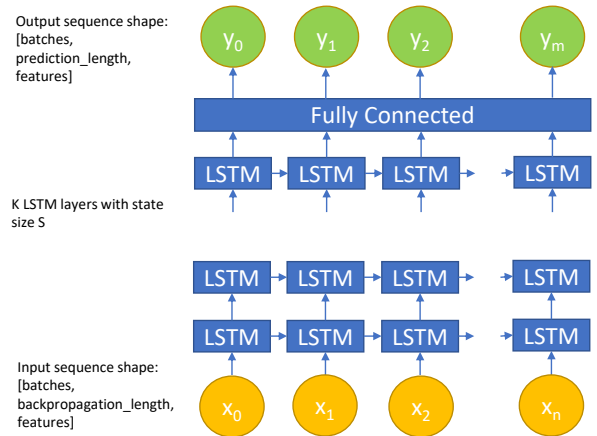 Output sequence shape:
[batches,
prediction_length,
features]
y0 y1 y2 ym
Fully Connected
LSTM LSTM LSTM LSTM
K LSTM layers with state
size S
LSTM LSTM LSTM LSTM
LSTM LSTM LSTM LSTM
Input sequence shape:
[batches,
backpropagation_length,
features]
x0 x1 x2 xn